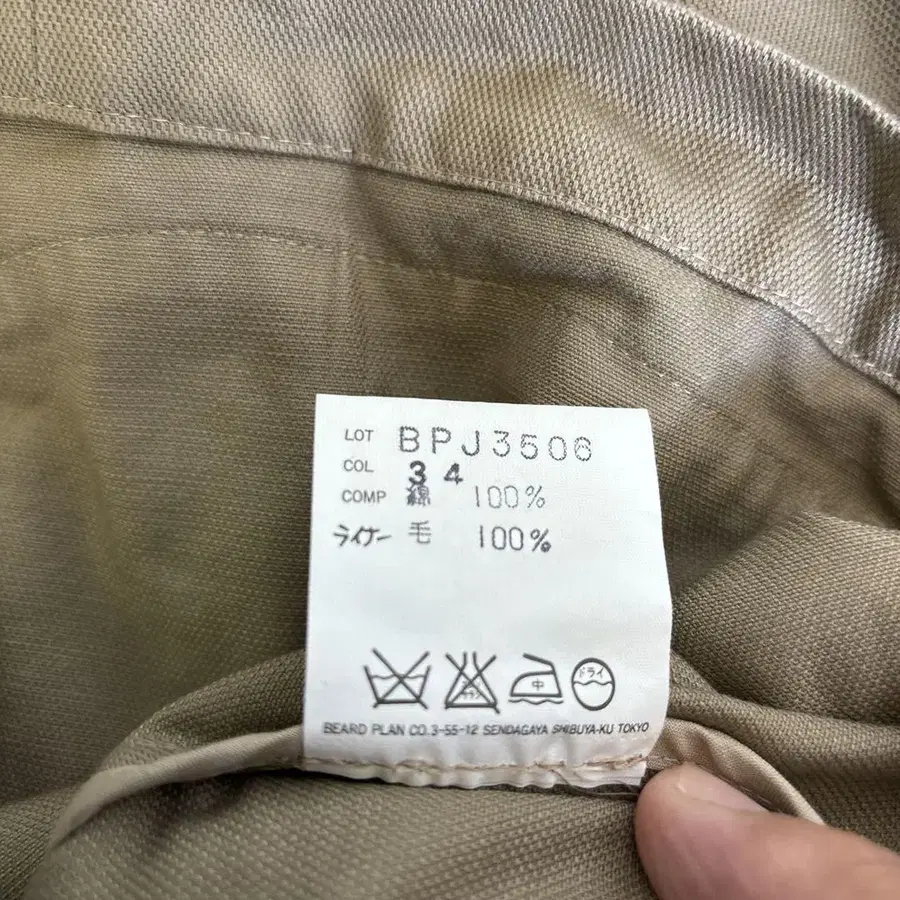 LOT BPJ3506
COL 34
COMP 綿 100%
ライナー 毛 100%
中
ドライ
BEARD PLAN CO. 3-55-12 SENDAGAYA SHIBUYA-KU TOKYO